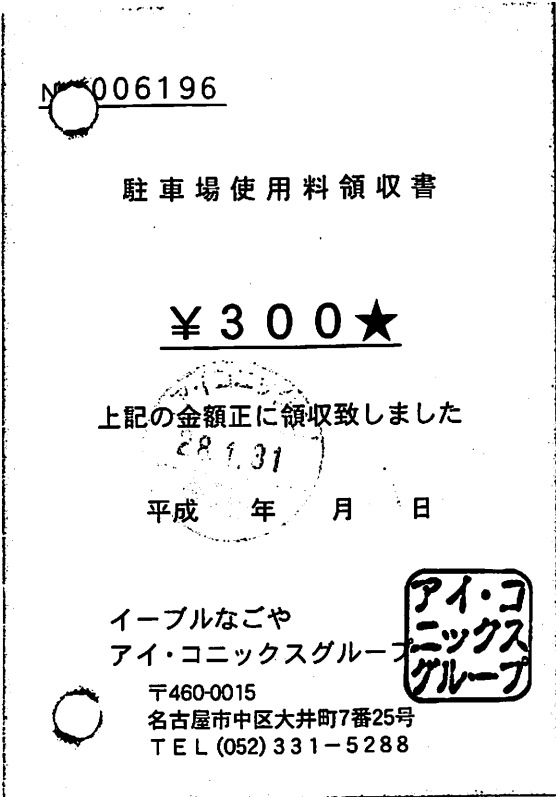 006196
駐車場使用料領収書
¥300★
上記の金額正に領収致しました
28.1.31
平成 年 月 日
イーブルなごや
アイ・コニックスグループ
アイ・コ
ニックス
グループ
〒460-0015
名古屋市中区大井町7番25号
TEL(052)331-5288